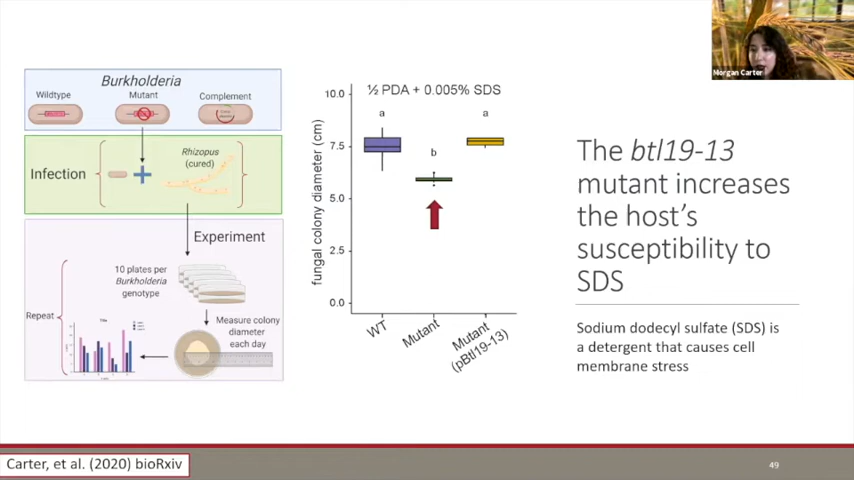 Morgan Carter
Burkholderia
Wildtype
Mutant
Complement
Infection
Rhizopus
(cured)
Experiment
10 plates per
Burkholderia
genotype
Repeat
Measure colony
diameter
each day
½ PDA + 0.005% SDS
fungal colony diameter (cm)
10.0
7.5
5.0
2.5
0.0
a
b
a
WT
Mutant
Mutant
(pBtl19-13)
The btl19-13
mutant increases
the host's
susceptibility to
SDS
Sodium dodecyl sulfate (SDS) is
a detergent that causes cell
membrane stress
Carter, et al. (2020) bioRxiv
49